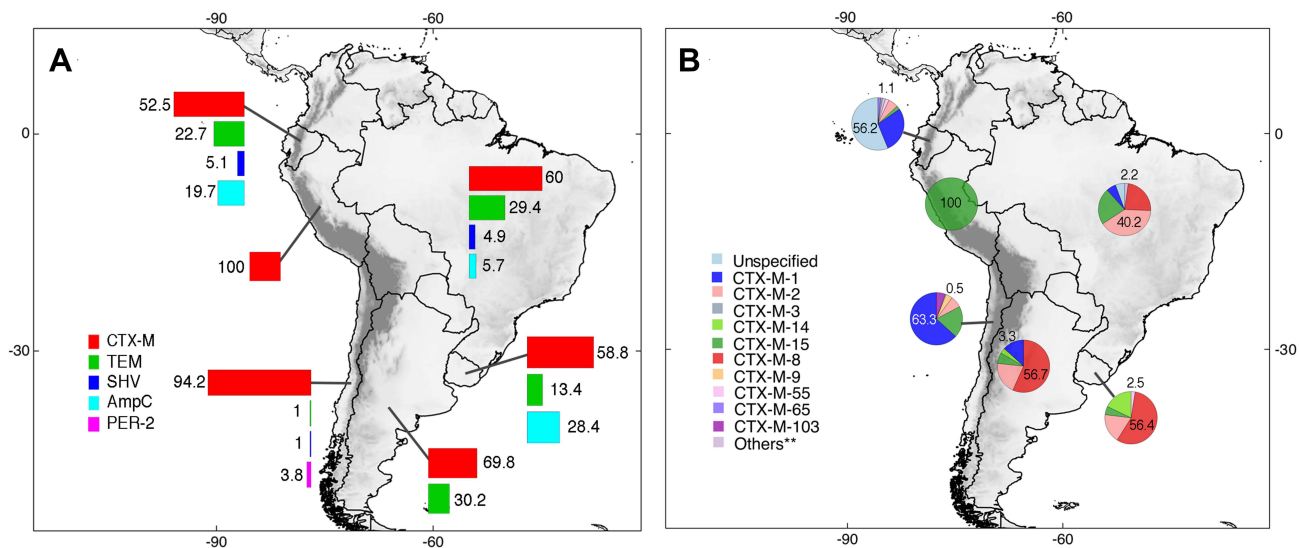 -90
-60
A
52.5
22.7
0
5.1
19.7
60
29.4
4.9
5.7
100
CTX-M
TEM
SHV
AmpC
PER-2
-30
94.2
1
1
3.8
58.8
13.4
28.4
69.8
30.2
-90
-60
-90
-60
B
1.1
56.2
0
100
2.2
40.2
Unspecified
CTX-M-1
CTX-M-2
CTX-M-3
CTX-M-14
CTX-M-15
CTX-M-8
CTX-M-9
CTX-M-55
CTX-M-65
CTX-M-103
Others**
0.5
63.3
3.3
56.7
-30
2.5
56.4
-90
-60